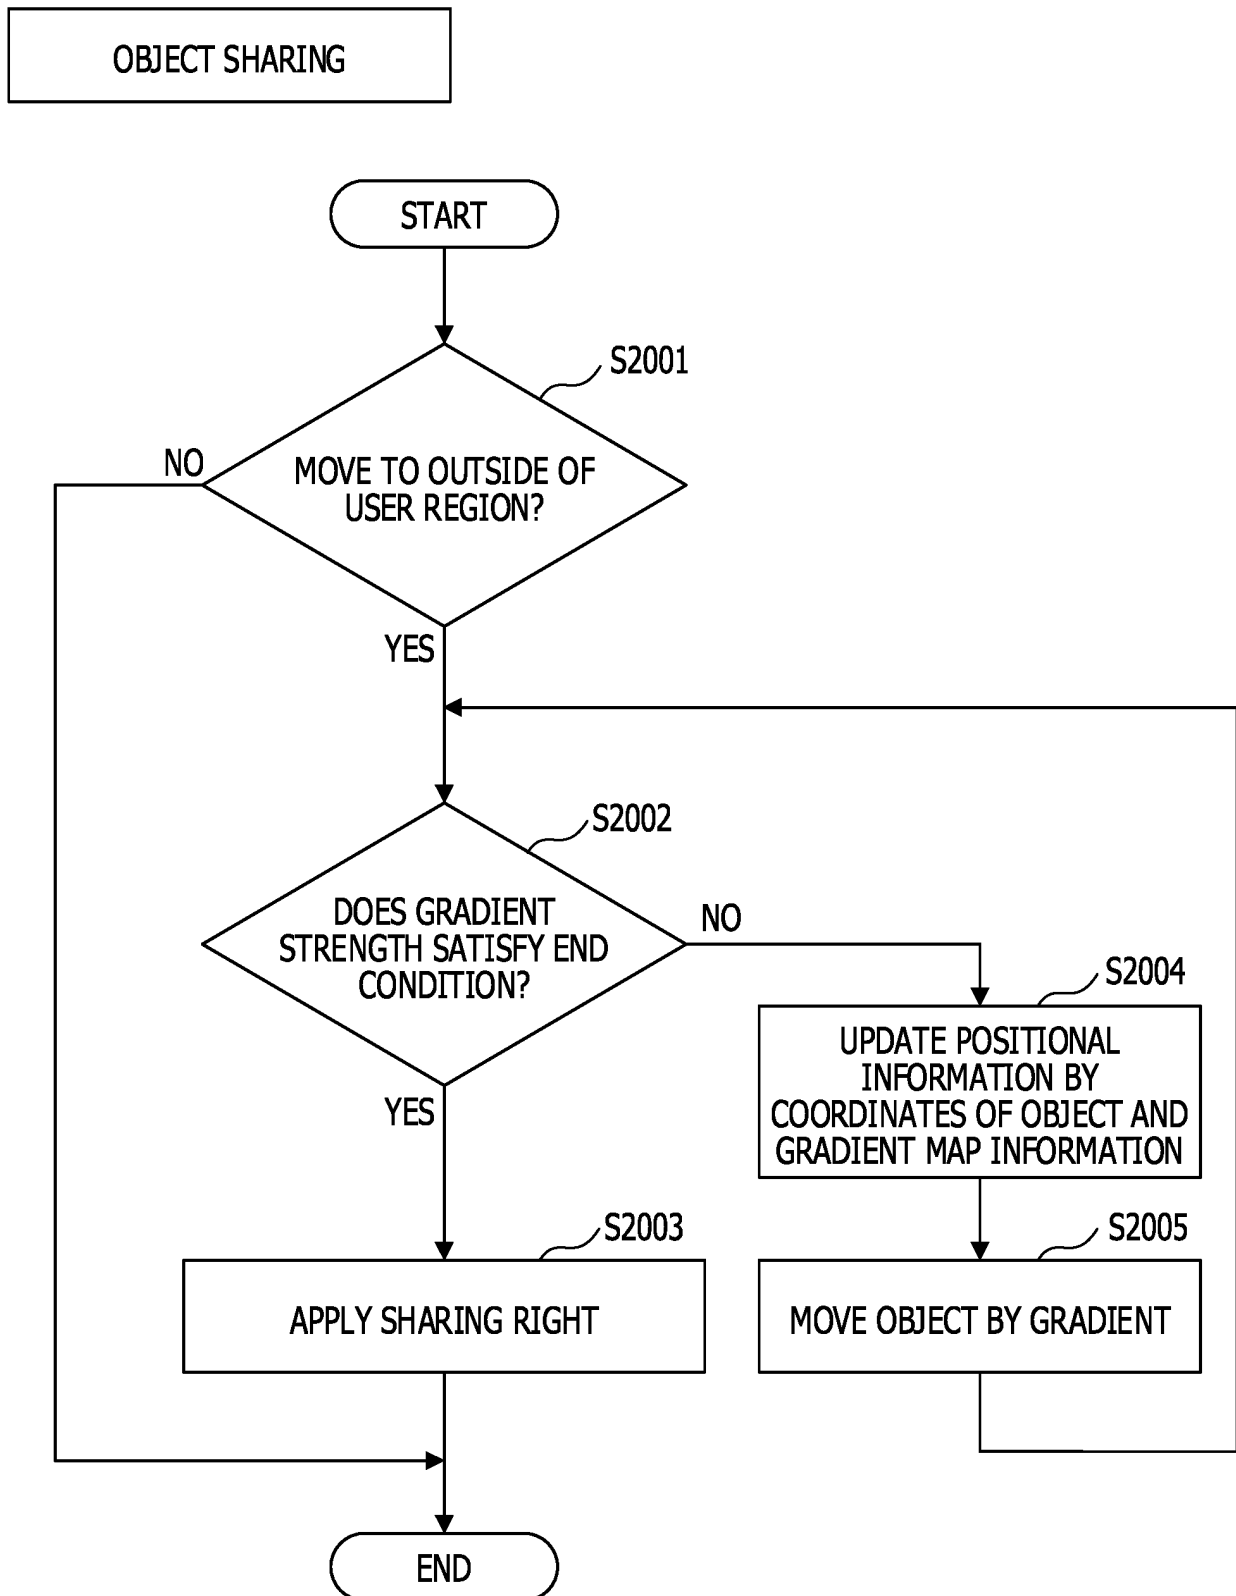 OBJECT SHARING
START
S2001
NO
MOVE TO OUTSIDE OF
USER REGION?
YES
S2002
DOES GRADIENT
STRENGTH SATISFY END
CONDITION?
NO
YES
S2004
UPDATE POSITIONAL
INFORMATION BY
COORDINATES OF OBJECT AND
GRADIENT MAP INFORMATION
S2003
APPLY SHARING RIGHT
S2005
MOVE OBJECT BY GRADIENT
END